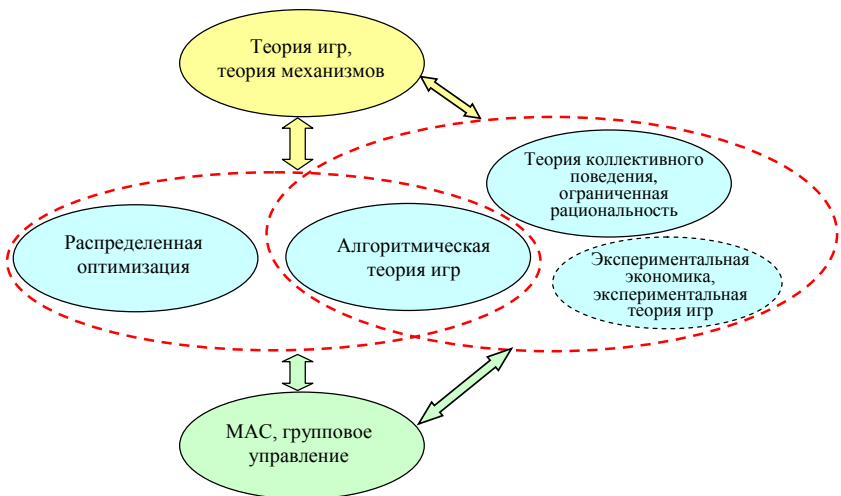 Теория игр,
теория механизмов
Теория коллективного
поведения,
ограниченная
рациональность
Распределенная
оптимизация
Алгоритмическая
теория игр
Экспериментальная
экономика,
экспериментальная
теория игр
МАС, групповое
управление